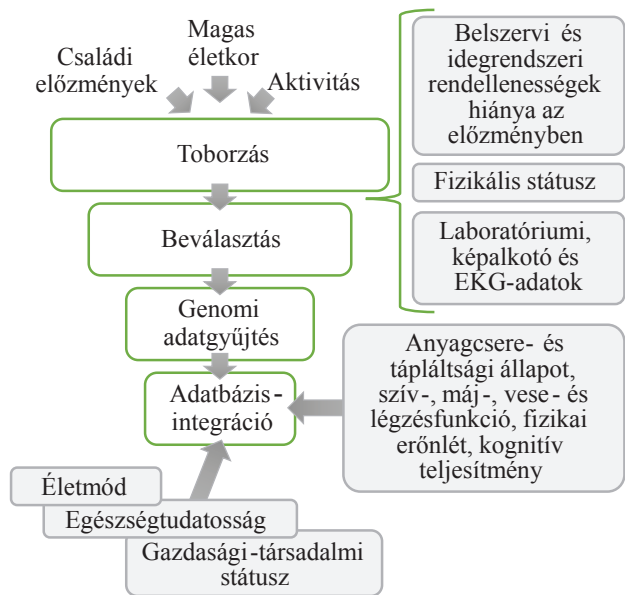 Családi
előzmények
Magas
életkor
Aktivitás
Toborzás
Beválasztás
Genomi
adatgyűjtés
Adatbázis-
integráció
Belszervi és
idegrendszeri
rendellenességek
hiánya az
előzményben
Fizikális státusz
Laboratóriumi,
képalkotó és
EKG-adatok
Anyagcsere- és
tápláltsági állapot,
szív-, máj-, vese- és
légzésfunkció, fizikai
erőnlét, kognitív
teljesítmény
Életmód
Egészségtudatosság
Gazdasági-társadalmi
státusz